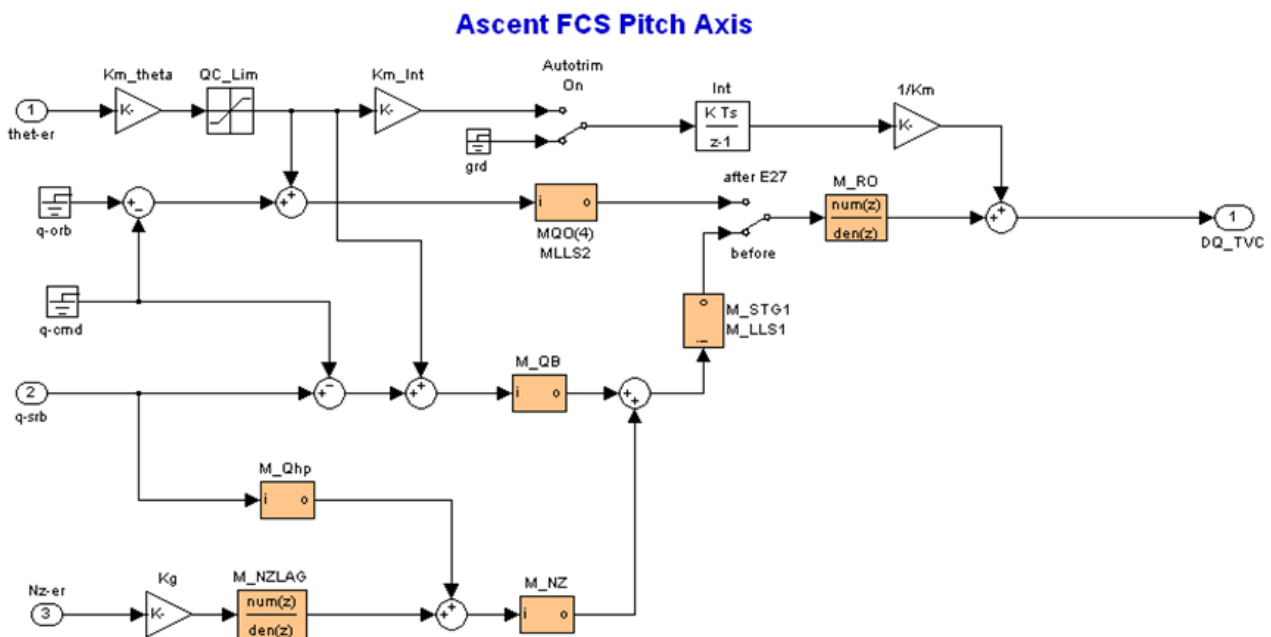 Ascent FCS Pitch Axis
Km_theta
QC_Lim
Km_Int
Autotrim
On
Int
1/Km
1
K-
K-
K Ts
z-1
K-
thet-er
grd
after E27
M_RO
q-orb
+
−
+
+
i
o
MQO(4)
MLLS2
num(z)
den(z)
+
+
1
DQ_TVC
before
q-cmd
o
i
M_STG1
M_LLS1
M_QB
2
q-srb
−
+
+
+
i
o
+
+
M_Qhp
i
o
Nz-er
Kg
M_NZLAG
M_NZ
3
K-
num(z)
den(z)
+
+
i
o